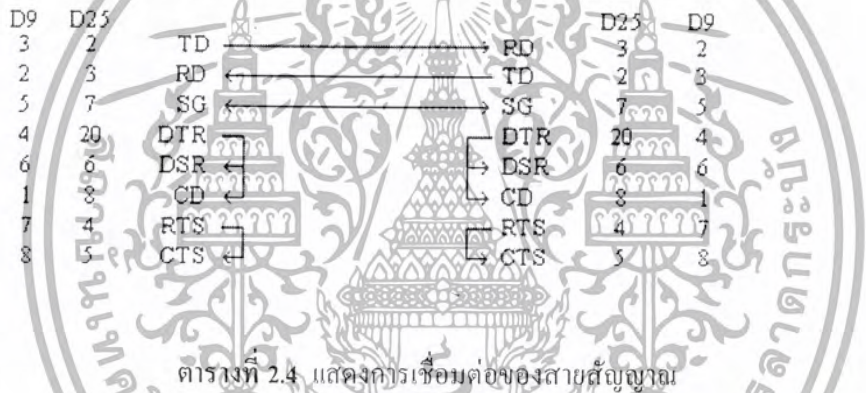 D9 D25 D25 D9
3 2 TD RD 3 2
2 3 RD TD 2 3
5 7 SG SG 7 5
4 20 DTR DTR 20 4
6 6 DSR DSR 6 6
1 8 CD CD 8 1
7 4 RTS RTS 4 7
8 5 CTS CTS 5 8
ตารางที่ 2.4 แสดงการเชื่อมต่อของสายสัญญาณ